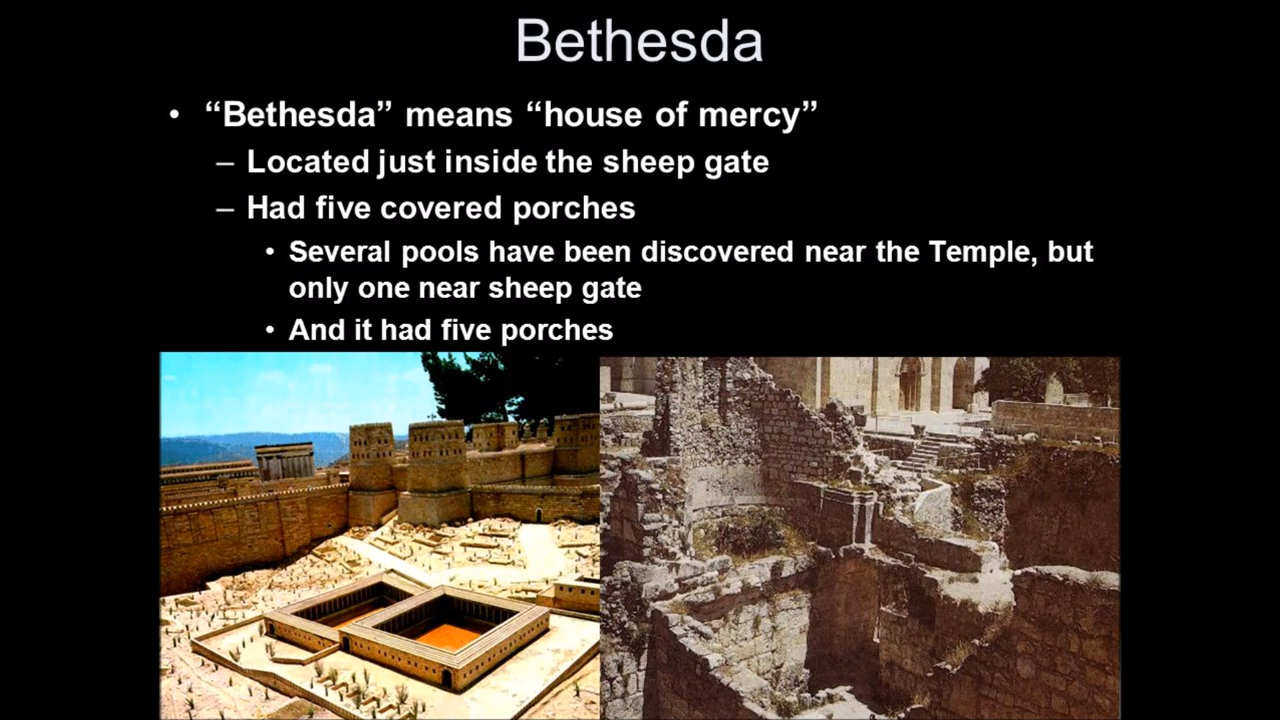 Bethesda
• “Bethesda” means “house of mercy”
– Located just inside the sheep gate
– Had five covered porches
• Several pools have been discovered near the Temple, but
only one near sheep gate
• And it had five porches